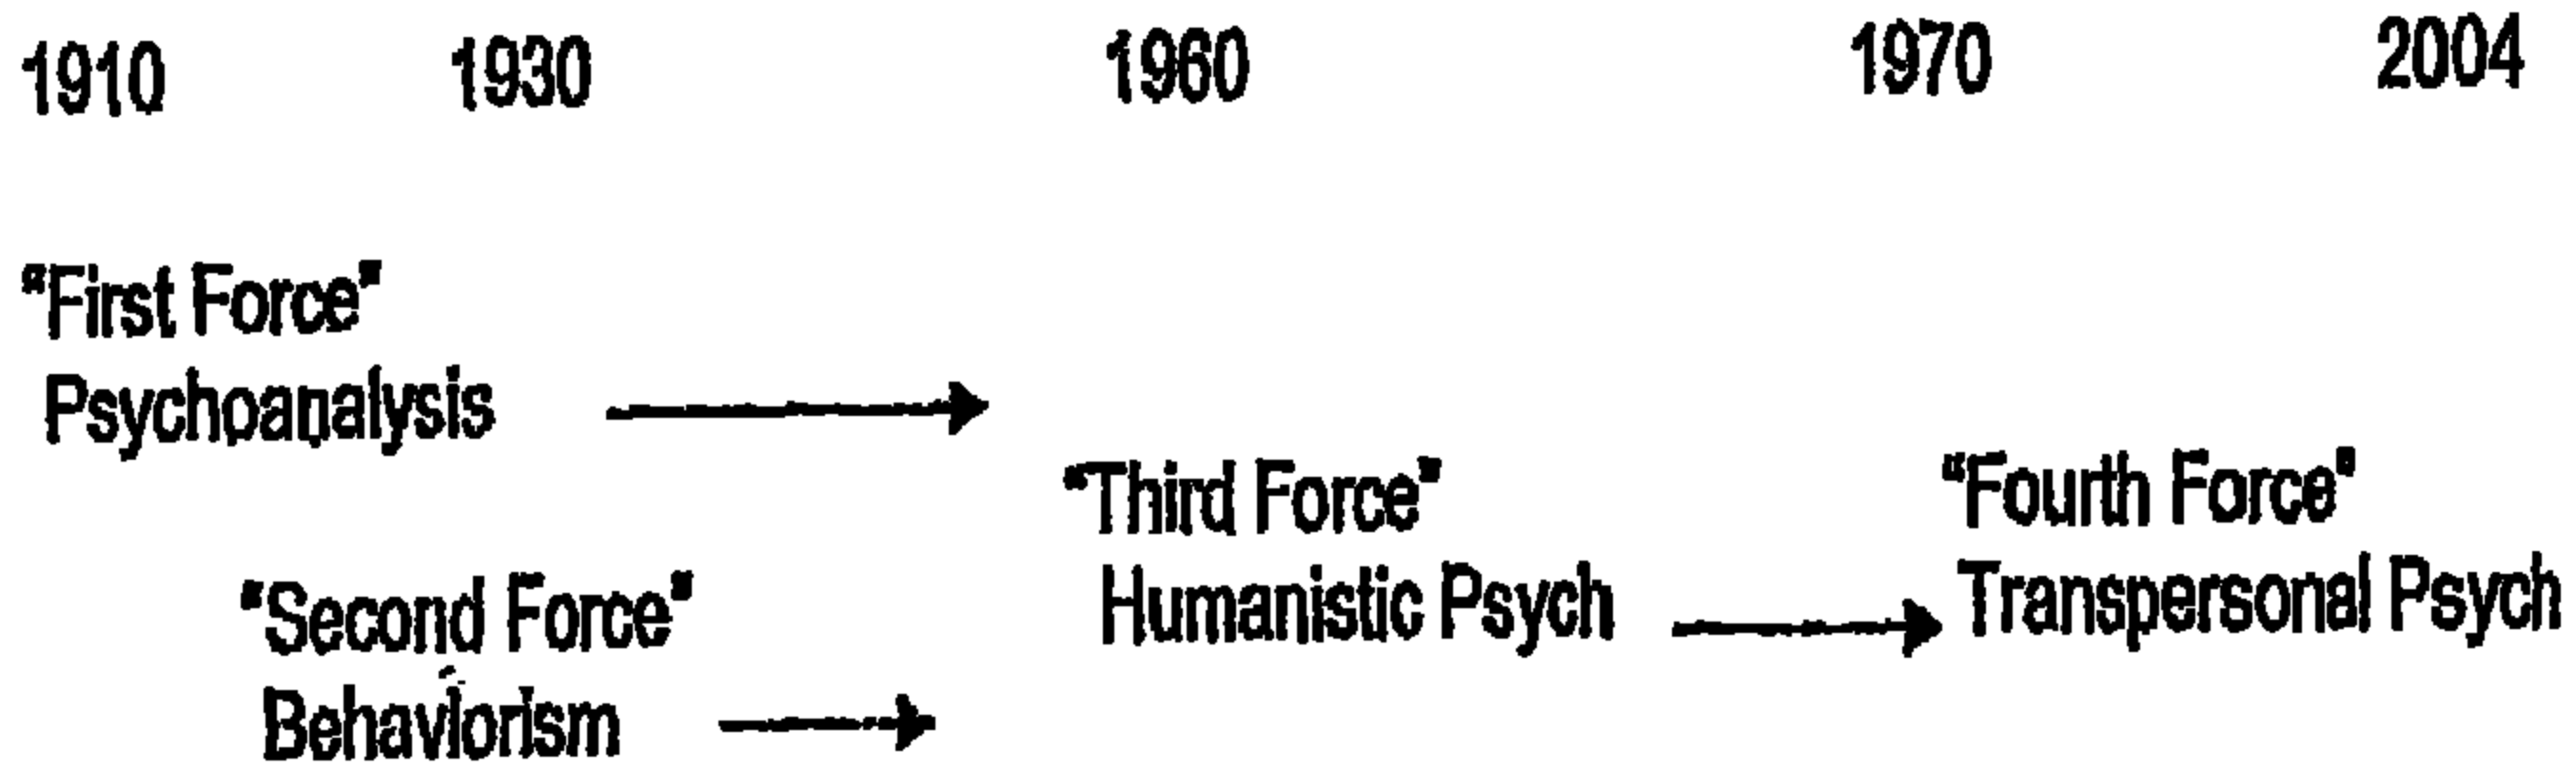 1910 1930 1960 1970 2004
"First Force"
Psychoanalysis
"Third Force"
Humanistic Psych
"Fourth Force"
Transpersonal Psych
"Second Force"
Behaviorism